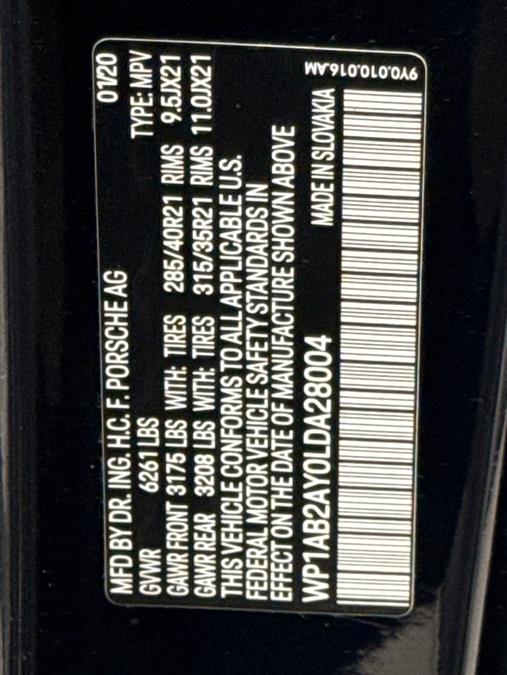 MFD BY DR. ING. H.C. F. PORSCHE AG 01/20
GVWR 6261 LBS TYPE: MPV
GAWR FRONT 3175 LBS WITH: TIRES 285/40R21 RIMS 9.5JX21
GAWR REAR 3208 LBS WITH: TIRES 315/35R21 RIMS 11.0JX21
THIS VEHICLE CONFORMS TO ALL APPLICABLE U.S.
FEDERAL MOTOR VEHICLE SAFETY STANDARDS IN
EFFECT ON THE DATE OF MANUFACTURE SHOWN ABOVE
WP1AB2AY0LDA28004 MADE IN SLOVAKIA
9Y0.010.016.AM